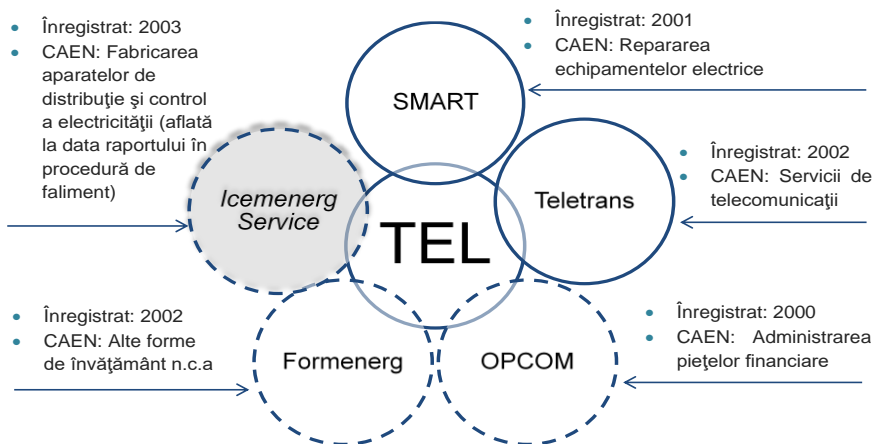 Înregistrat: 2003
CAEN: Fabricarea
aparatelor de
distribuţie şi control
a electricităţii (aflată
la data raportului în
procedură de
faliment)
Înregistrat: 2001
CAEN: Repararea
echipamentelor electrice
SMART
Icemenerg
Service
Teletrans
Înregistrat: 2002
CAEN: Servicii de
telecomunicaţii
TEL
Înregistrat: 2002
CAEN: Alte forme
de învăţământ n.c.a
Formenerg
OPCOM
Înregistrat: 2000
CAEN: Administrarea
pieţelor financiare